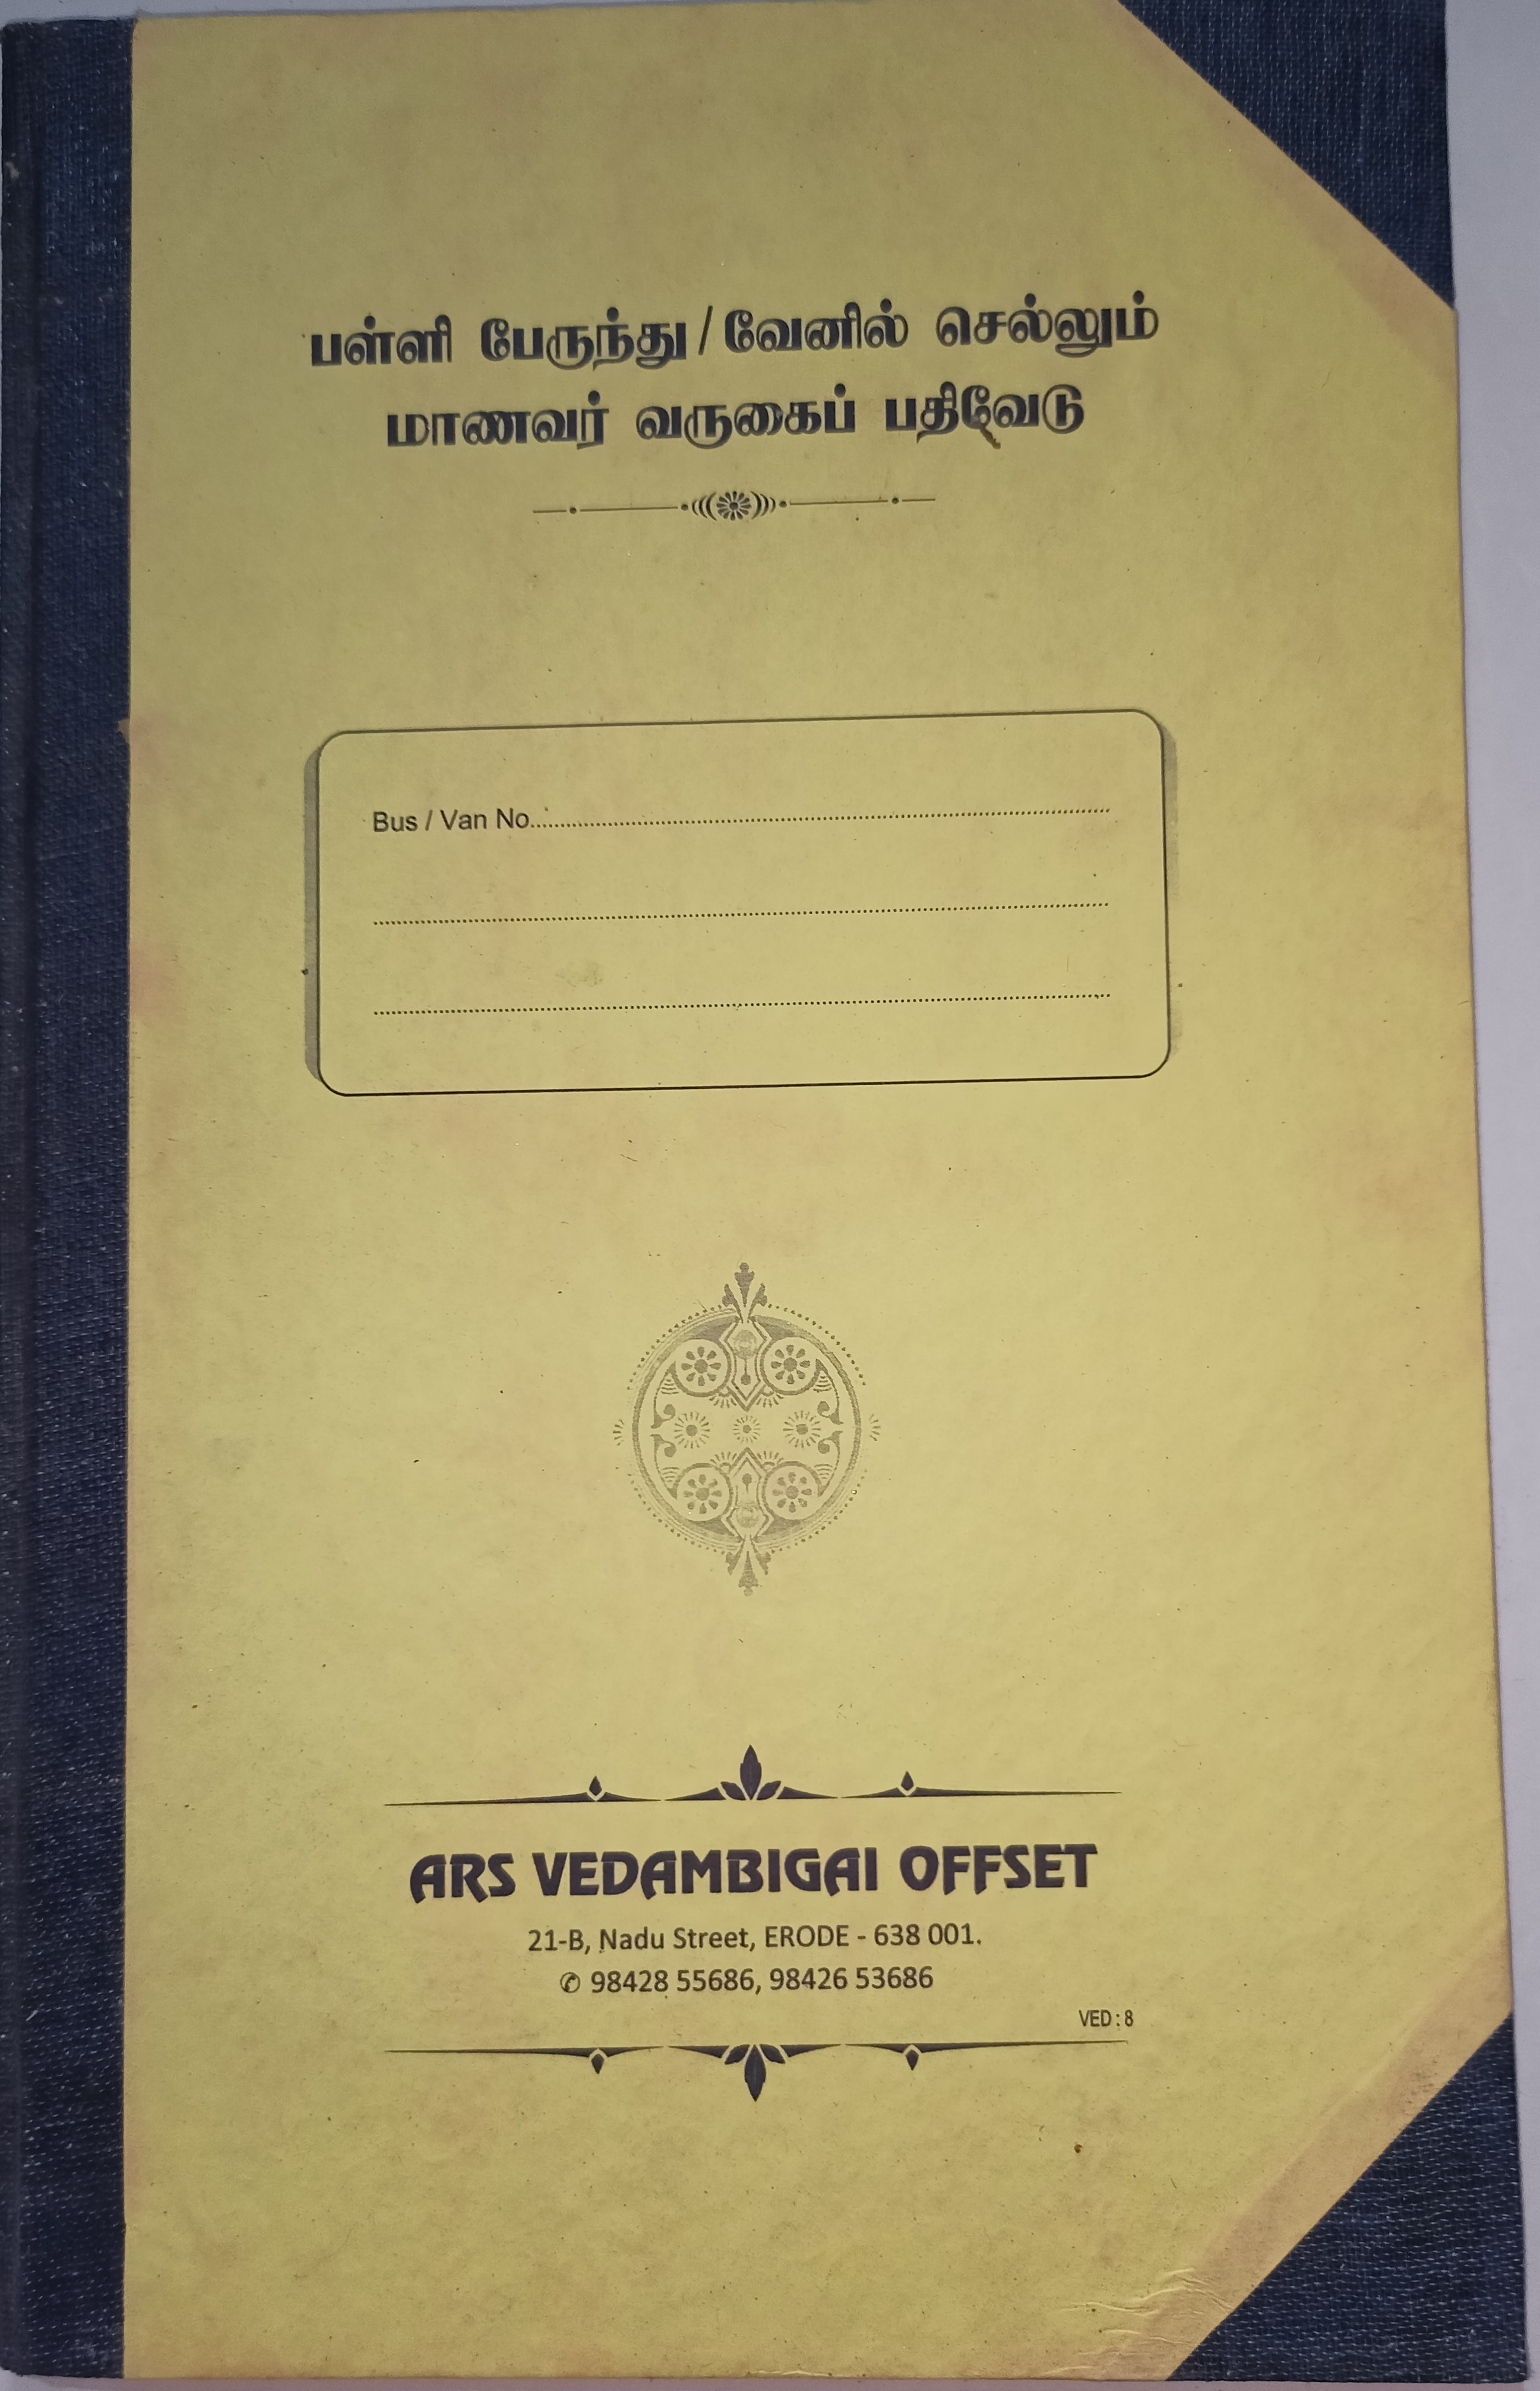 பள்ளி பேருந்து / வேனில் செல்லும்
மாணவர் வருகைப் பதிவேடு
Bus / Van No.
ARS VEDAMBIGAI OFFSET
21-B, Nadu Street, ERODE - 638 001.
✆ 98428 55686, 98426 53686
VED : 8